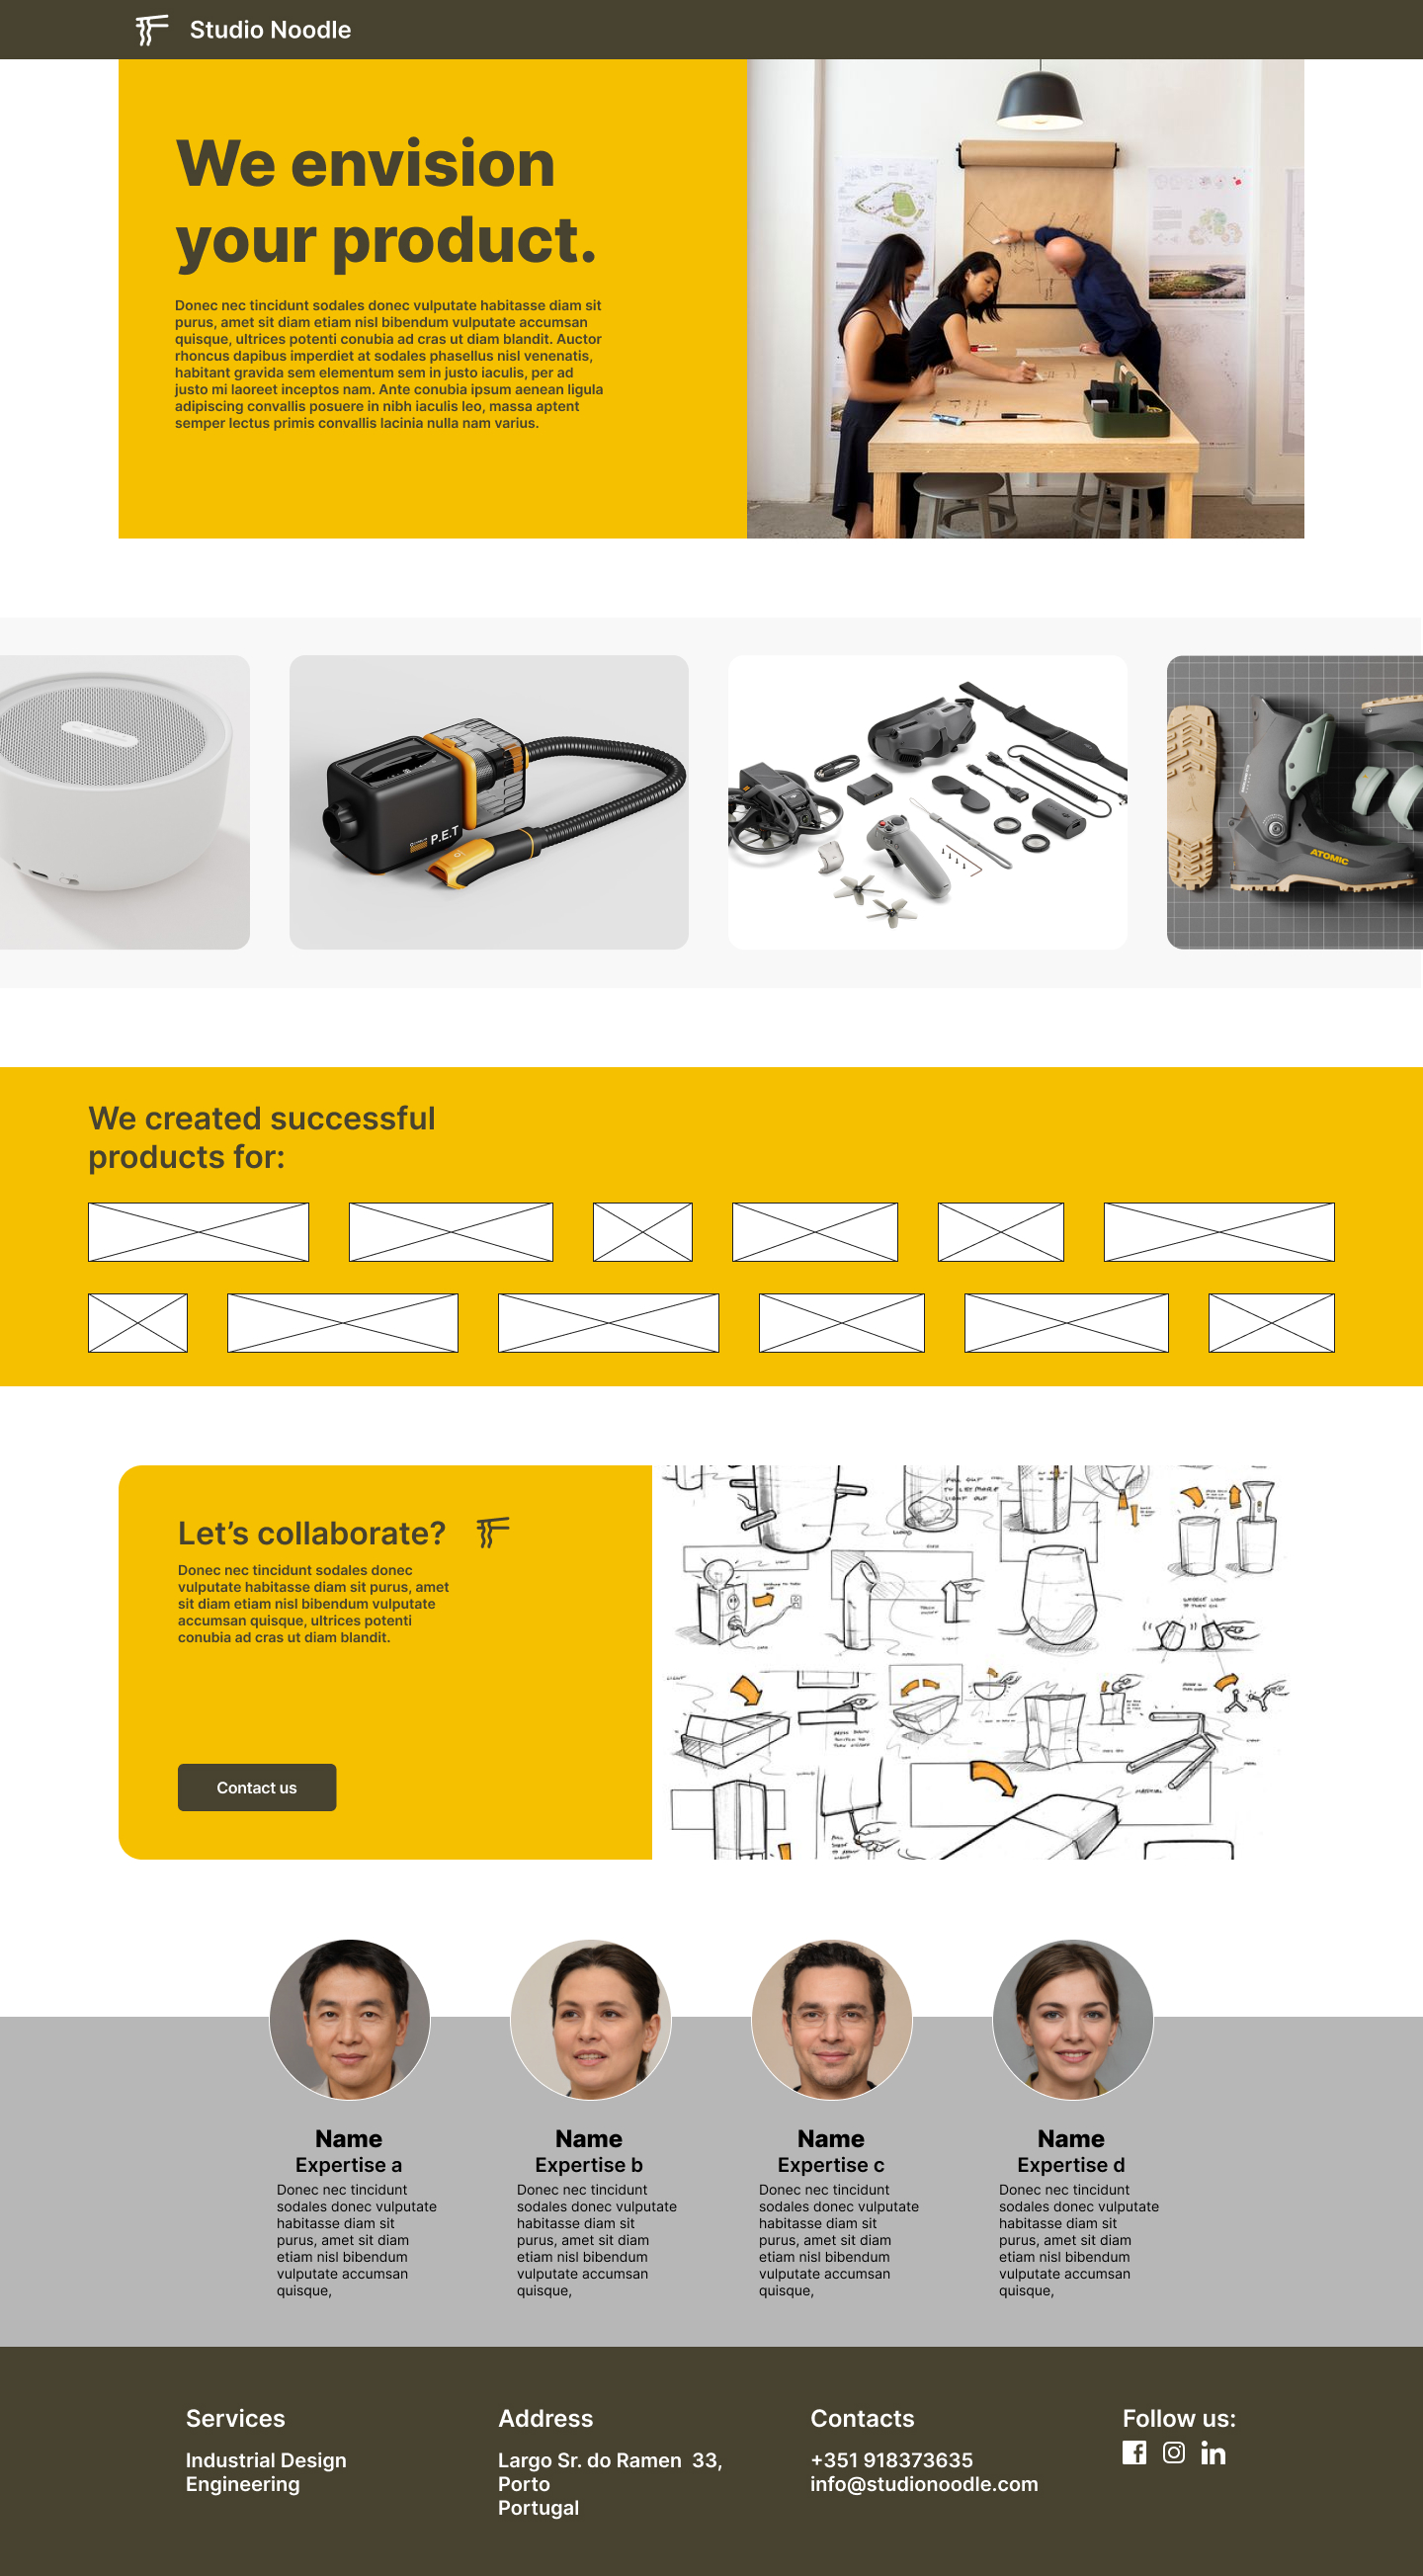 Studio Noodle
We envision
your product.
Donec nec tincidunt sodales donec vulputate habitasse diam sit
purus, amet sit diam etiam nisl bibendum vulputate accumsan
quisque, ultrices potenti conubia ad cras ut diam blandit. Auctor
rhoncus dapibus imperdiet at sodales phasellus nisl venenatis,
habitant gravida sem elementum sem in justo iaculis, per ad
justo mi laoreet inceptos nam. Ante conubia ipsum aenean ligula
adipiscing convallis posuere in nibh iaculis leo, massa aptent
semper lectus primis convallis lacinia nulla nam varius.
P.E.T
ATOMIC
We created successful
products for:
Let’s collaborate?
Donec nec tincidunt sodales donec
vulputate habitasse diam sit purus, amet
sit diam etiam nisl bibendum vulputate
accumsan quisque, ultrices potenti
conubia ad cras ut diam blandit.
Contact us
Name
Expertise a
Donec nec tincidunt
sodales donec vulputate
habitasse diam sit
purus, amet sit diam
etiam nisl bibendum
vulputate accumsan
quisque,
Name
Expertise b
Donec nec tincidunt
sodales donec vulputate
habitasse diam sit
purus, amet sit diam
etiam nisl bibendum
vulputate accumsan
quisque,
Name
Expertise c
Donec nec tincidunt
sodales donec vulputate
habitasse diam sit
purus, amet sit diam
etiam nisl bibendum
vulputate accumsan
quisque,
Name
Expertise d
Donec nec tincidunt
sodales donec vulputate
habitasse diam sit
purus, amet sit diam
etiam nisl bibendum
vulputate accumsan
quisque,
Services
Industrial Design
Engineering
Address
Largo Sr. do Ramen 33,
Porto
Portugal
Contacts
+351 918373635
info@studionoodle.com
Follow us: